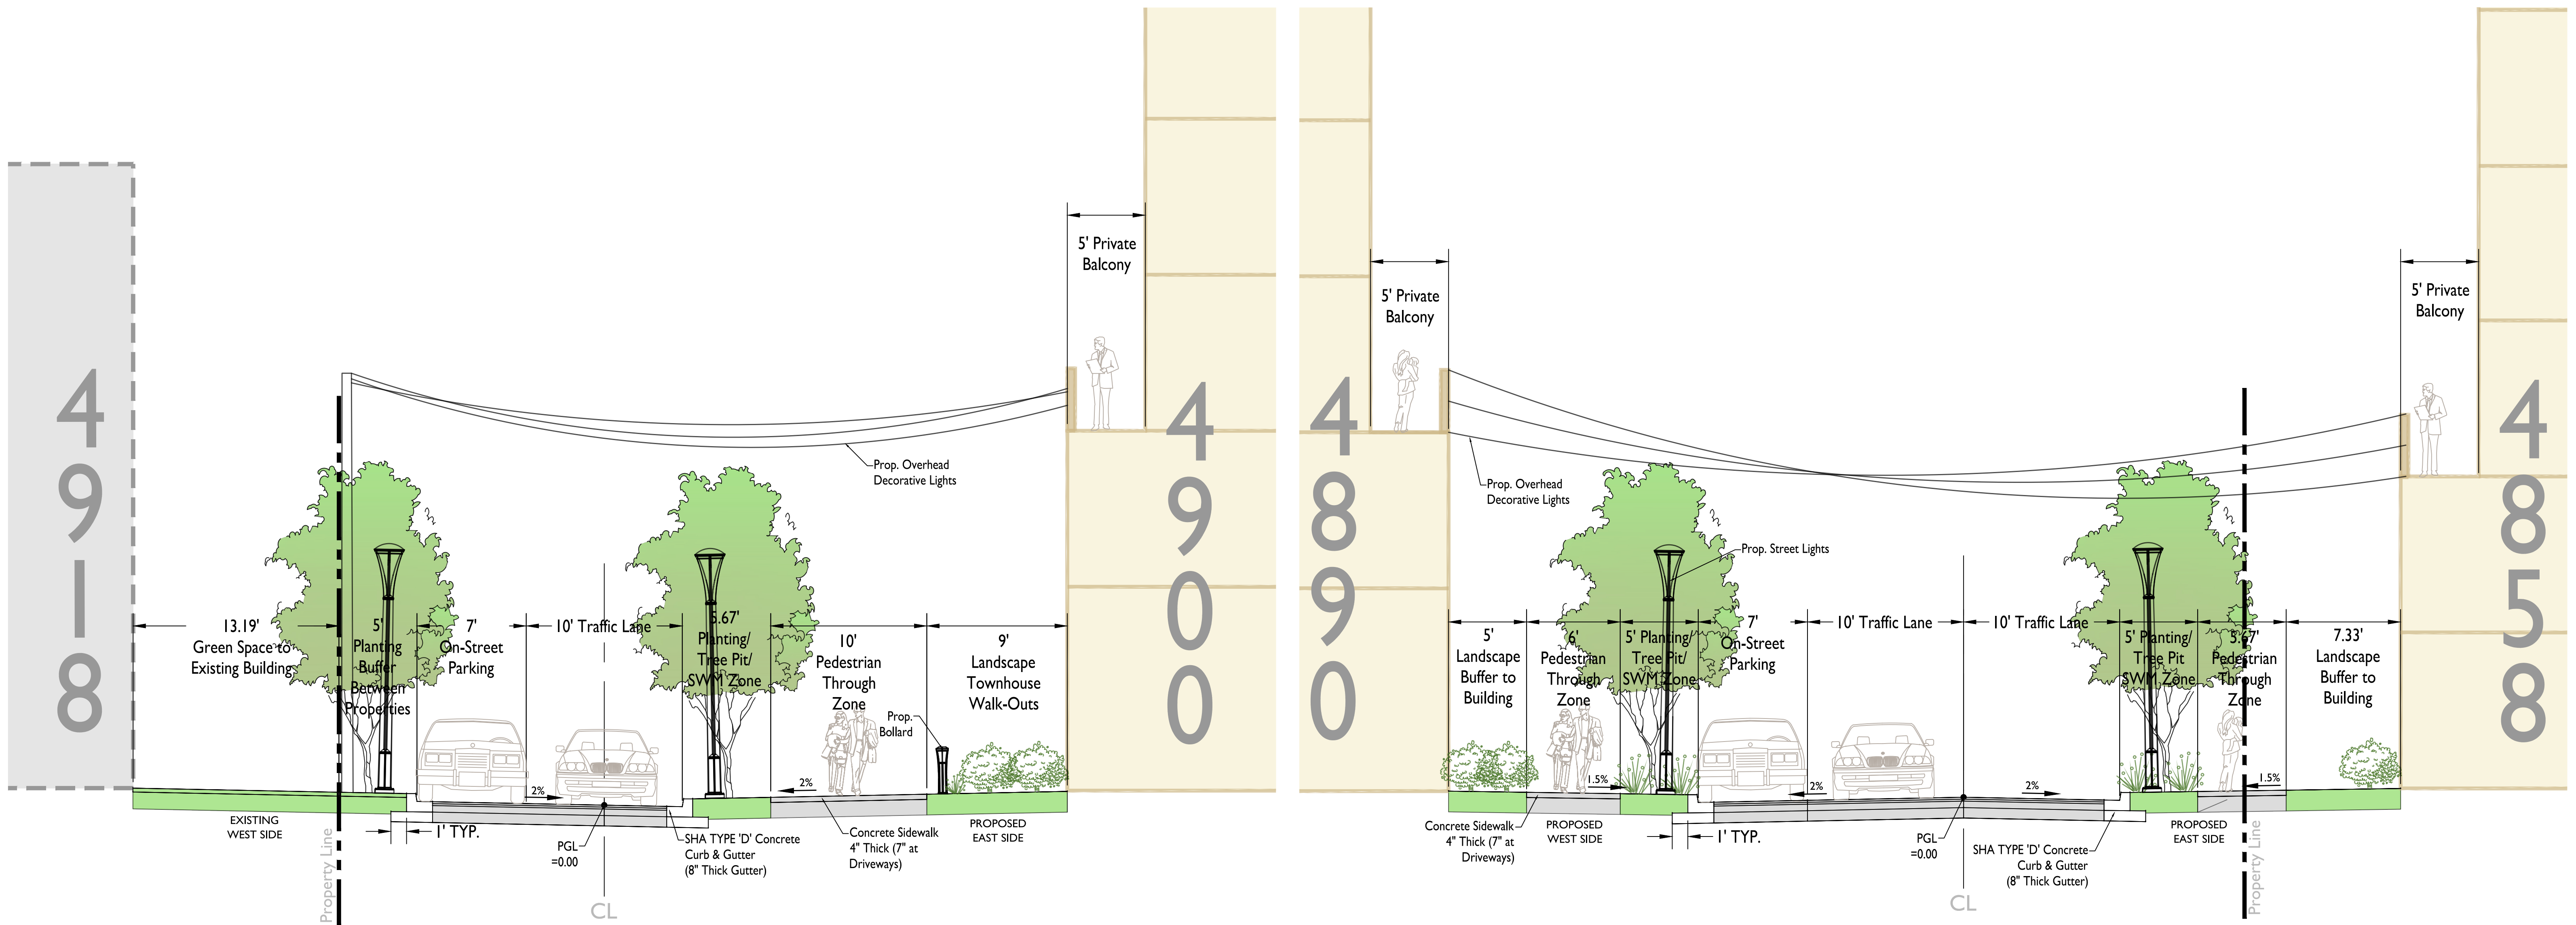 4918
5' Private
Balcony
Prop. Overhead
Decorative Lights
4900
13.19'
Green Space to
Existing Building
5'
Planting
Buffer
Between
Properties
7'
On-Street
Parking
10' Traffic Lane
5.67'
Planting/
Tree Pit/
SWM Zone
10'
Pedestrian
Through
Zone
9'
Landscape
Townhouse
Walk-Outs
Prop.
Bollard
2%
2%
EXISTING
WEST SIDE
Property Line
1' TYP.
PGL
=0.00
CL
SHA TYPE 'D' Concrete
Curb & Gutter
(8" Thick Gutter)
Concrete Sidewalk
4" Thick (7" at
Driveways)
PROPOSED
EAST SIDE
4890
5' Private
Balcony
Prop. Overhead
Decorative Lights
Prop. Street Lights
5' Private
Balcony
4858
5'
Landscape
Buffer to
Building
6'
Pedestrian
Through
Zone
5' Planting/
Tree Pit/
SWM Zone
7'
On-Street
Parking
10' Traffic Lane
10' Traffic Lane
5' Planting/
Tree Pit
SWM Zone
5.67'
Pedestrian
Through
Zone
7.33'
Landscape
Buffer to
Building
1.5%
2%
2%
1.5%
Concrete Sidewalk
4" Thick (7" at
Driveways)
PROPOSED
WEST SIDE
1' TYP.
PGL
=0.00
CL
SHA TYPE 'D' Concrete
Curb & Gutter
(8" Thick Gutter)
PROPOSED
EAST SIDE
Property Line